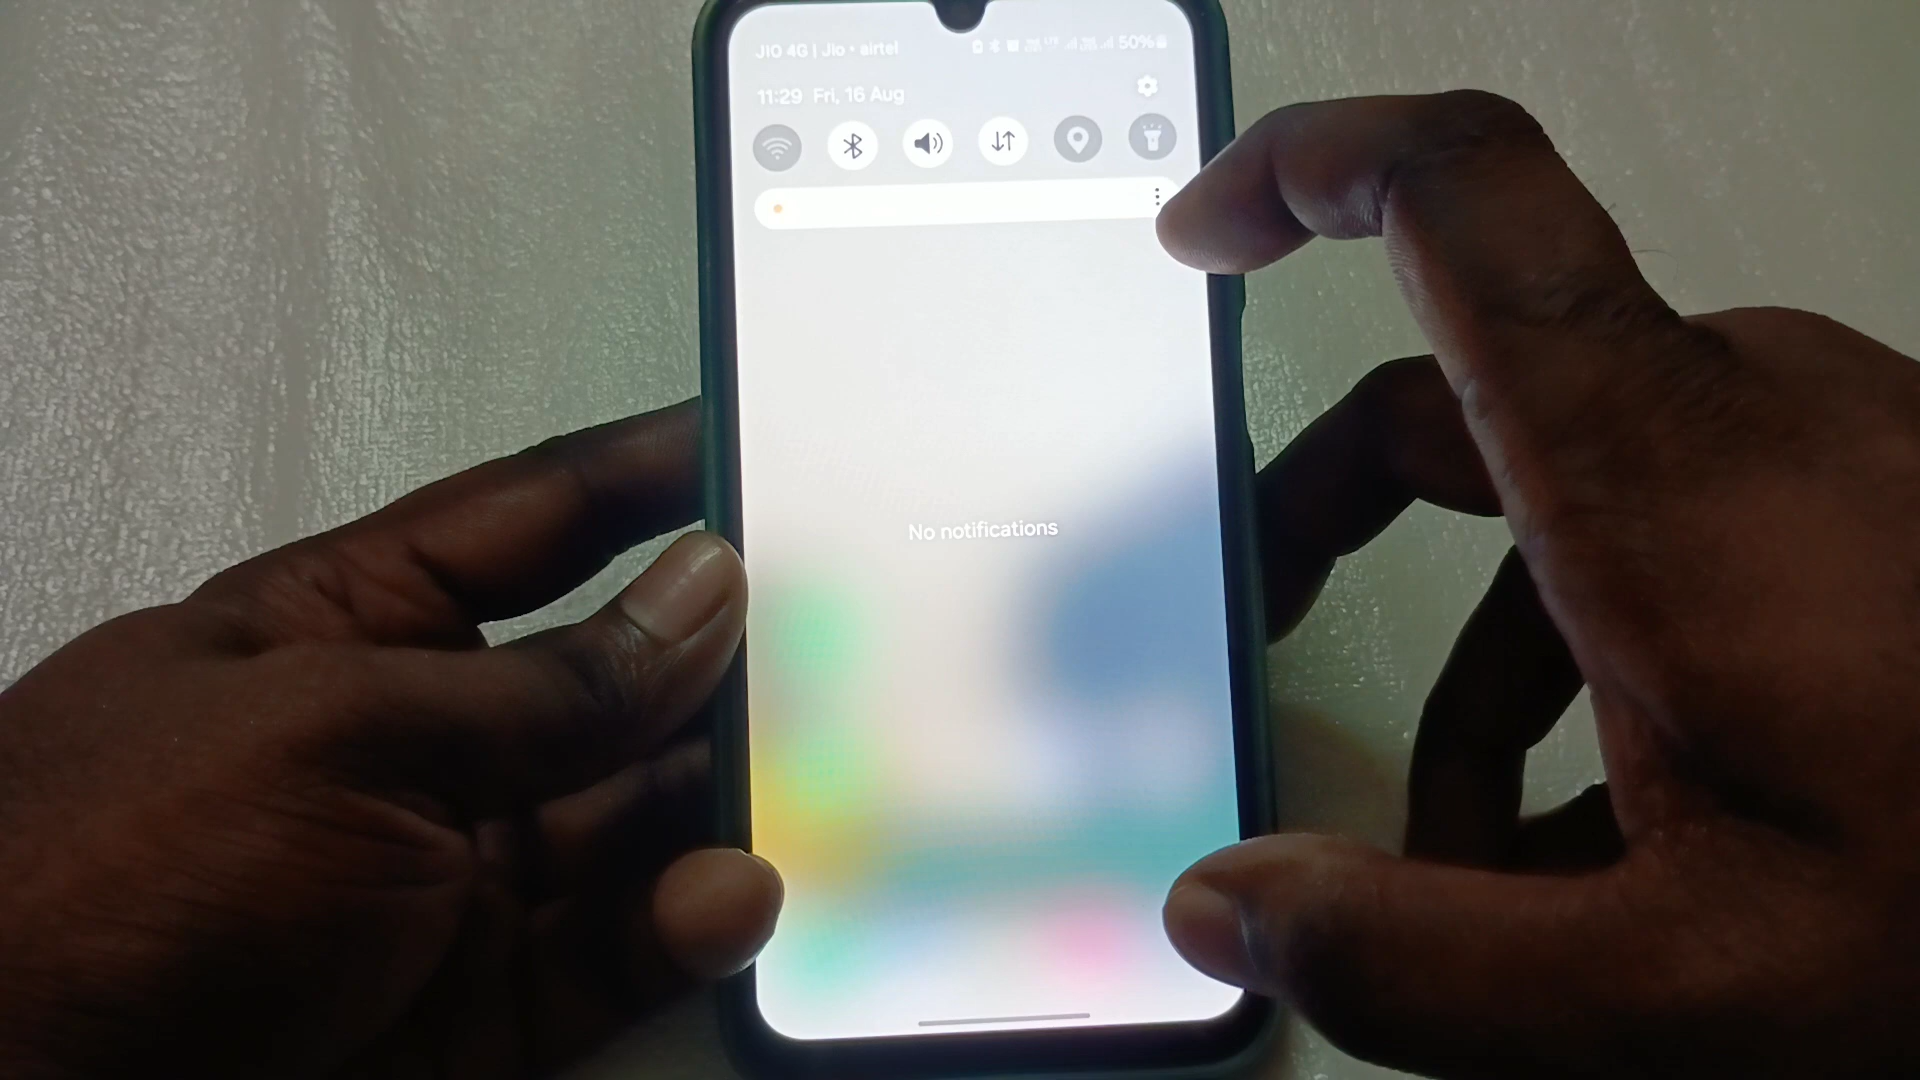 JIO 4G | Jio • airtel 50%
11:29 Fri, 16 Aug
No notifications